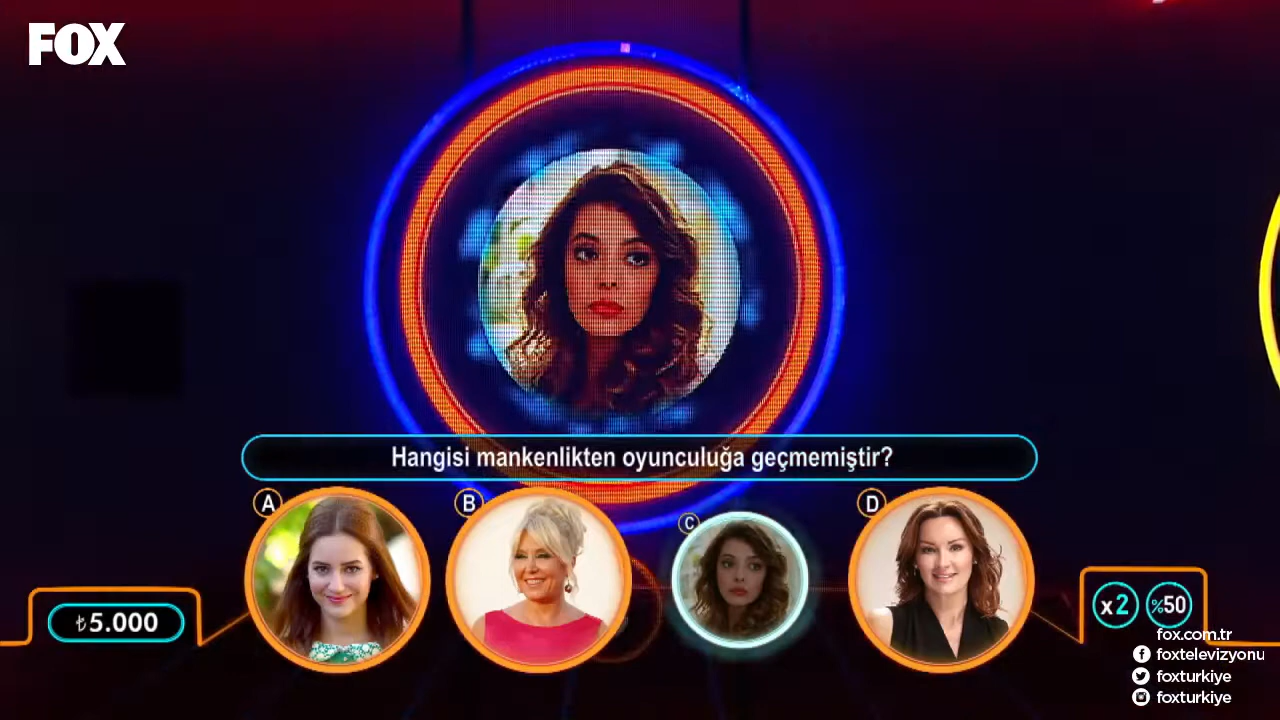 FOX
Hangisi mankenlikten oyunculuğa geçmemiştir?
A
B
C
D
₺5.000
x2
%50
fox.com.tr
foxtelevizyonu
foxturkiye
foxturkiye